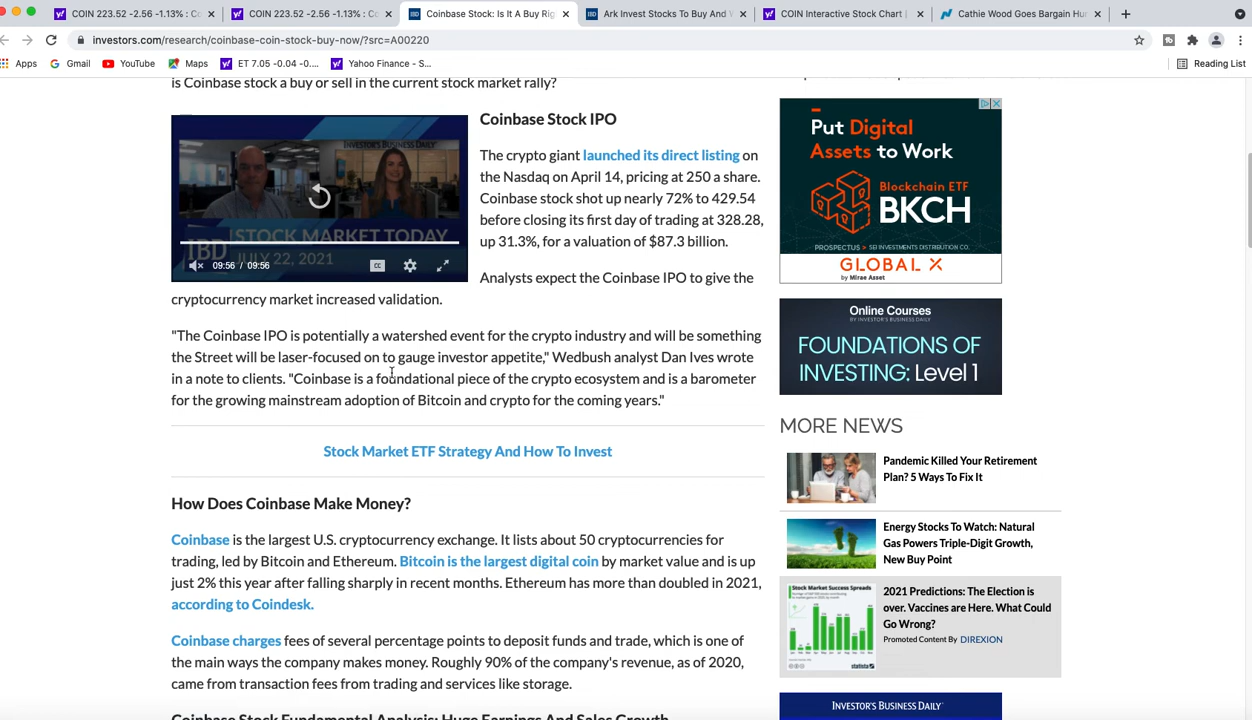 COIN 223.52 -2.56 -1.13% : C
COIN 223.52 -2.56 -1.13% : C
Coinbase Stock: Is It A Buy Rig
Ark Invest Stocks To Buy And
COIN Interactive Stock Chart |
Cathie Wood Goes Bargain Hu
investors.com/research/coinbase-coin-stock-buy-now/?src=A00220
Apps
Gmail
YouTube
Maps
ET 7.05 -0.04 -0....
Yahoo Finance - S...
Reading List
is Coinbase stock a buy or sell in the current stock market rally?
INVESTOR'S BUSINESS DAILY
STOCK MARKET TODAY
IBD
JULY 22, 2021
09:56 / 09:56
CC
Coinbase Stock IPO
The crypto giant launched its direct listing on
the Nasdaq on April 14, pricing at 250 a share.
Coinbase stock shot up nearly 72% to 429.54
before closing its first day of trading at 328.28,
up 31.3%, for a valuation of $87.3 billion.
Analysts expect the Coinbase IPO to give the
cryptocurrency market increased validation.
"The Coinbase IPO is potentially a watershed event for the crypto industry and will be something
the Street will be laser-focused on to gauge investor appetite," Wedbush analyst Dan Ives wrote
in a note to clients. "Coinbase is a foundational piece of the crypto ecosystem and is a barometer
for the growing mainstream adoption of Bitcoin and crypto for the coming years."
Stock Market ETF Strategy And How To Invest
How Does Coinbase Make Money?
Coinbase is the largest U.S. cryptocurrency exchange. It lists about 50 cryptocurrencies for
trading, led by Bitcoin and Ethereum. Bitcoin is the largest digital coin by market value and is up
just 2% this year after falling sharply in recent months. Ethereum has more than doubled in 2021,
according to Coindesk.
Coinbase charges fees of several percentage points to deposit funds and trade, which is one of
the main ways the company makes money. Roughly 90% of the company's revenue, as of 2020,
came from transaction fees from trading and services like storage.
Coinbase Stock Fundamental Analysis: Huge Earnings And Sales Growth
Put Digital
Assets to Work
Blockchain ETF
BKCH
PROSPECTUS > SEI INVESTMENTS DISTRIBUTION CO.
GLOBAL X
by Mirae Asset
Online Courses
BY INVESTOR'S BUSINESS DAILY
FOUNDATIONS OF
INVESTING: Level 1
MORE NEWS
Pandemic Killed Your Retirement
Plan? 5 Ways To Fix It
Energy Stocks To Watch: Natural
Gas Powers Triple-Digit Growth,
New Buy Point
Stock Market Success Spreads
statista
2021 Predictions: The Election is
over. Vaccines are Here. What Could
Go Wrong?
Promoted Content By DIREXION
INVESTOR'S BUSINESS DAILY